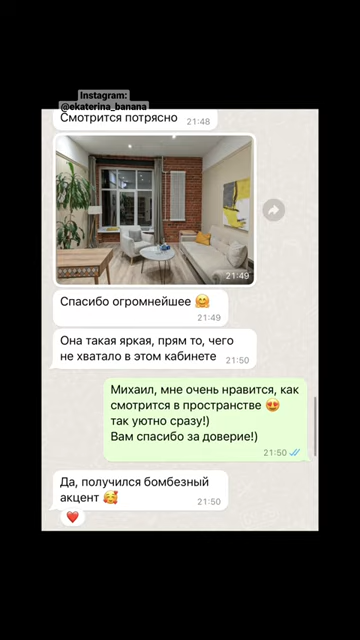 Instagram:
@ekaterina_banana
Смотрится потрясно
21:48
21:49
Спасибо огромнейшее 🤗
21:49
Она такая яркая, прям то, чего
не хватало в этом кабинете 21:50
Михаил, мне очень нравится, как
смотрится в пространстве 😍
так уютно сразу!)
Вам спасибо за доверие!)
21:50
Да, получился бомбезный
акцент 🥰
21:50